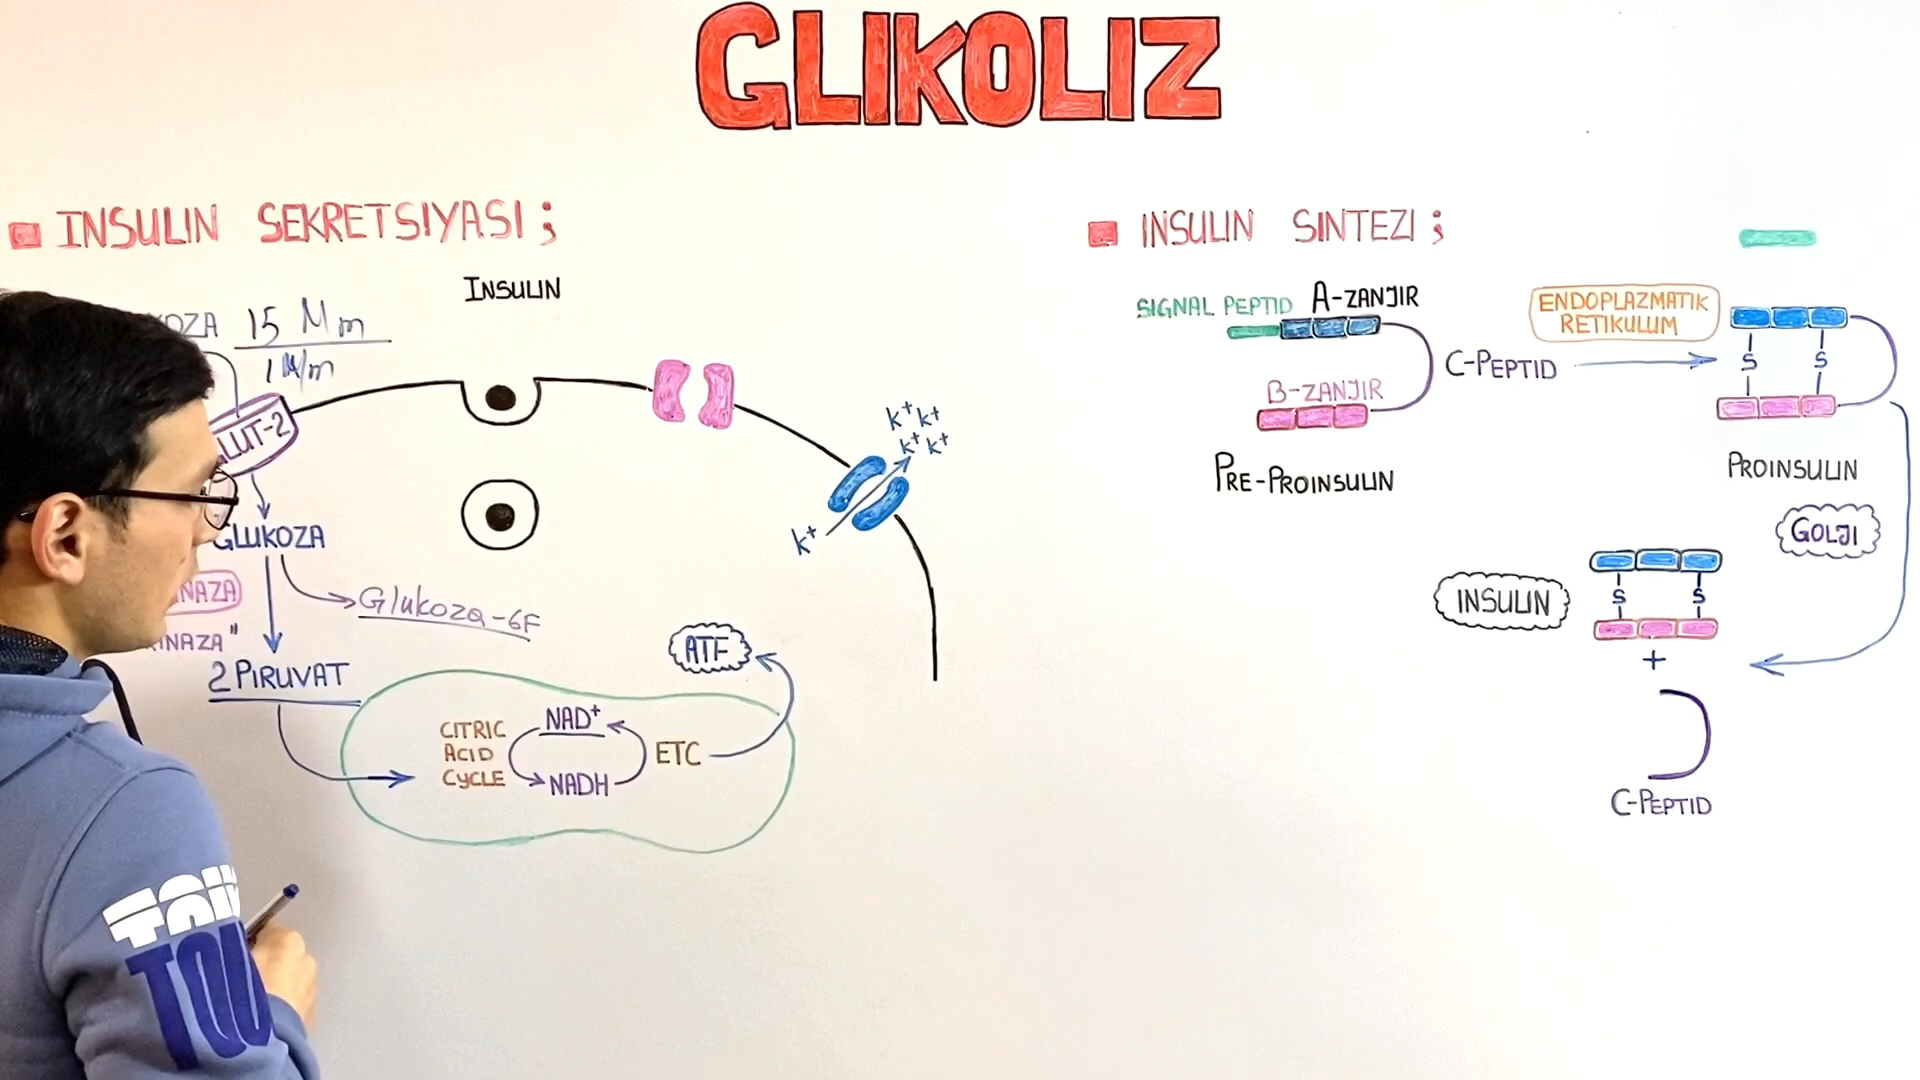 GLIKOLIZ
INSULIN SEKRETSIYASI ;
INSULIN
15 Mm
GLUKOZA
Glukoza-6F
2 PIRUVAT
CITRIC
ACID
CYCLE
NAD+
NADH
ETC
ATF
K+ K+
K+ K+
K+
INSULIN SINTEZI ;
SIGNAL PEPTID
A-ZANJIR
B-ZANJIR
C-PEPTID
PRE-PROINSULIN
ENDOPLAZMATIK
RETIKULUM
S S
PROINSULIN
GOLJI
INSULIN
S S
+
C-PEPTID